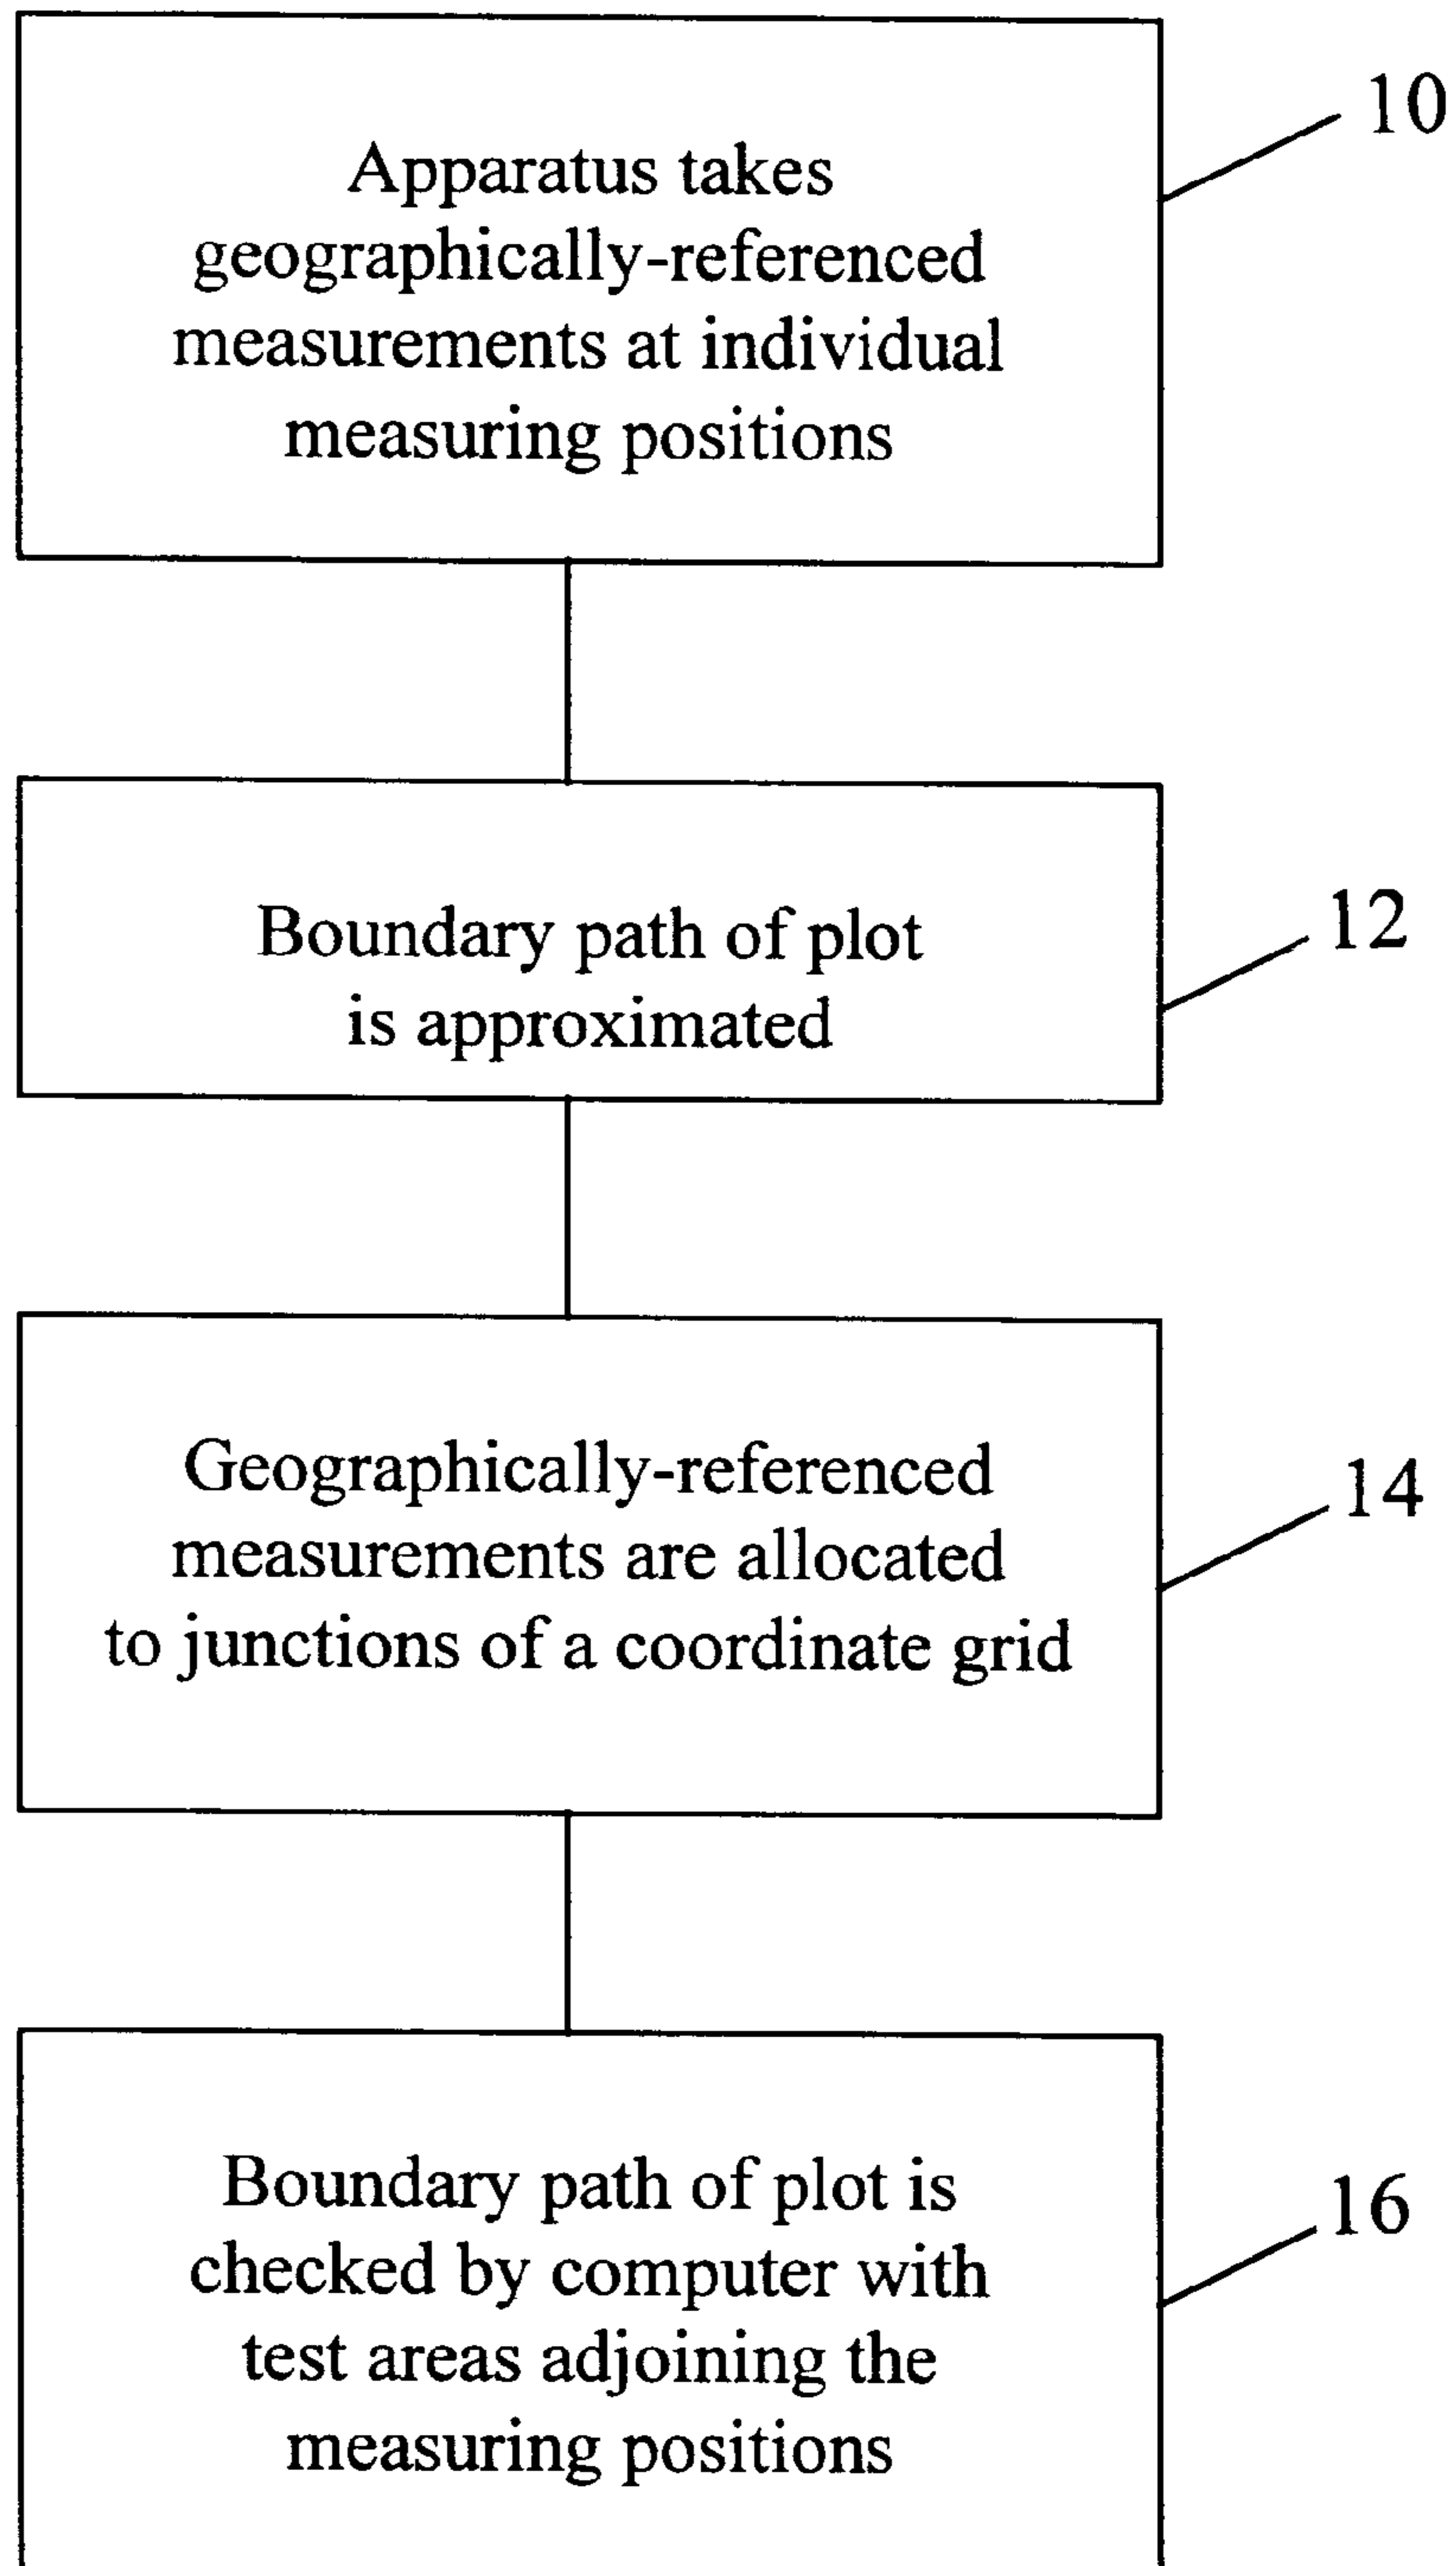 Apparatus takes
geographically-referenced
measurements at individual
measuring positions
10
Boundary path of plot
is approximated
12
Geographically-referenced
measurements are allocated
to junctions of a coordinate grid
14
Boundary path of plot is
checked by computer with
test areas adjoining the
measuring positions
16